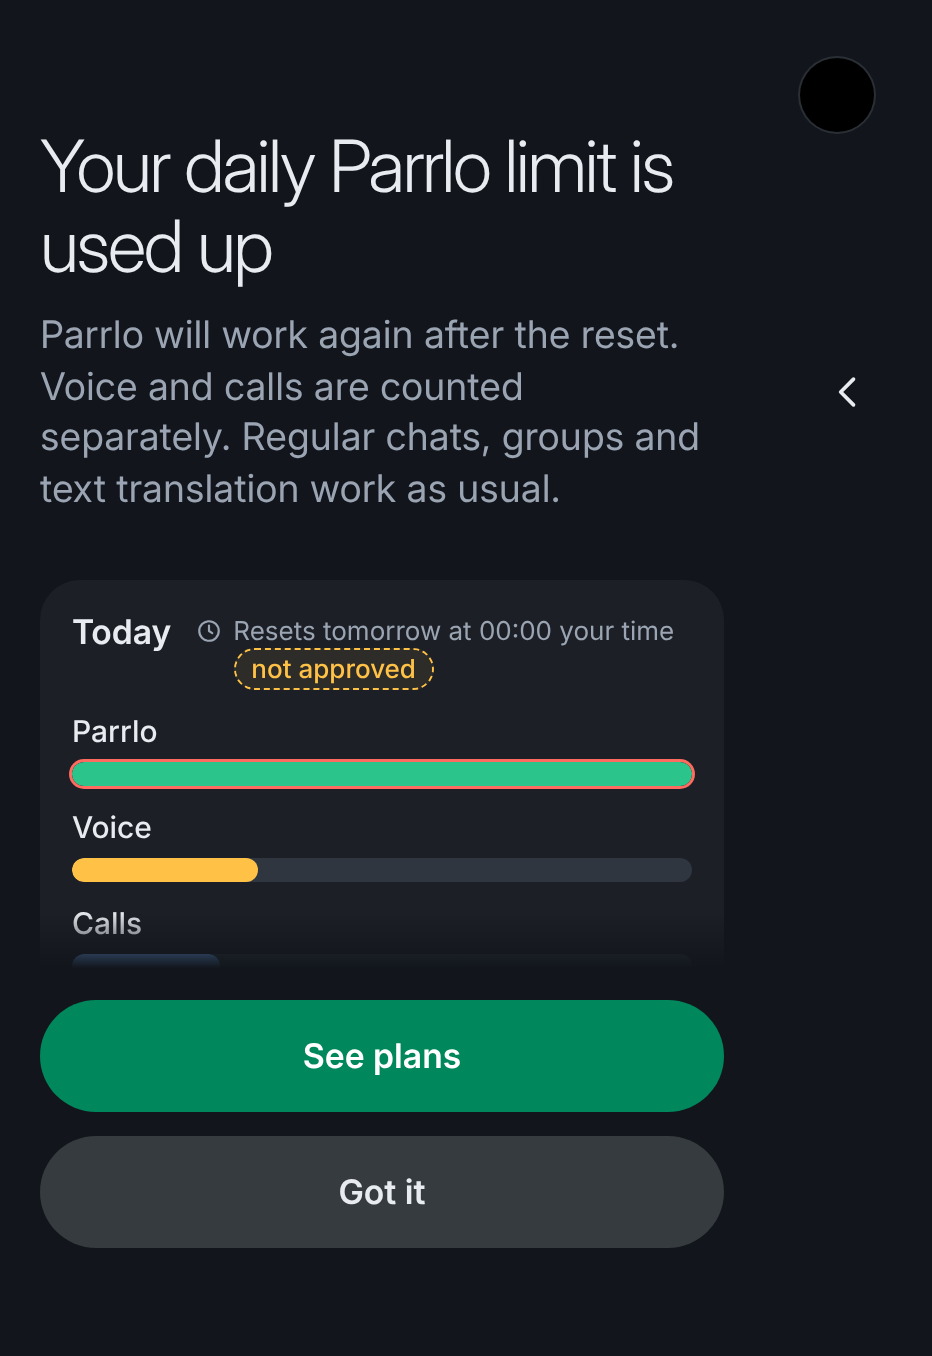 Your daily Parrlo limit is
used up
Parrlo will work again after the reset.
Voice and calls are counted
separately. Regular chats, groups and
text translation work as usual.
Today Resets tomorrow at 00:00 your time
not approved
Parrlo
Voice
Calls
See plans
Got it